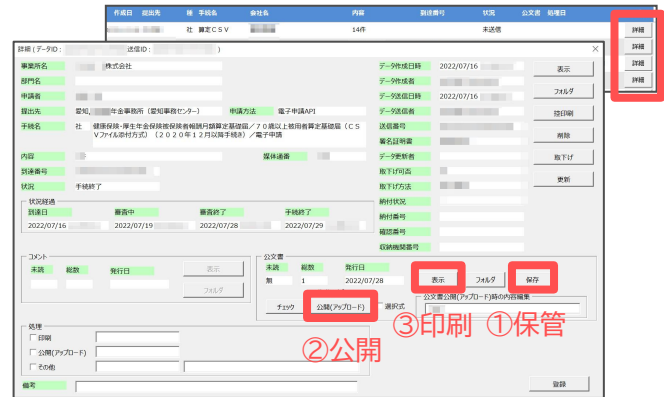 作成日 提出先 種 手続名 会社名 内容 到達番号 状況 公文書 処理日
社 算定CSV 14件 未送信
詳細
詳細
詳細
詳細
詳細 (データID: 送信ID: )
事業所名 株式会社
部門名
申請者
提出先 愛知, 年金事務所 (愛知事務センター) 申請方法 電子申請API
手続名 社 健康保険・厚生年金保険被保険者報酬月額算定基礎届/70歳以上被用者算定基礎届(CS
Vファイル添付方式)(2020年12月以降手続き)/電子申請
内容 媒体通番
到達番号
状況 手続終了
データ作成日時 2022/07/16
データ作成者
データ送信日時 2022/07/16
データ送信者
送信番号
署名証明書
データ更新者
取下げ可否
取下げ方法
納付状況
納付番号
確認番号
収納機関番号
表示
フォルダ
控印刷
削除
取下げ
更新
状況経過
到達日 審査中 審査終了 手続終了
2022/07/16 2022/07/19 2022/07/28 2022/07/29
コメント
未読 総数 発行日
表示
フォルダ
公文書
未読 総数 発行日
無 1 2022/07/28
表示 フォルダ 保存
チェック 公開(アップロード) 選択式
公文書公開(アップロード)時の内容編集
②公開
③印刷 ①保管
処理
印刷
公開(アップロード)
その他
備考
登録